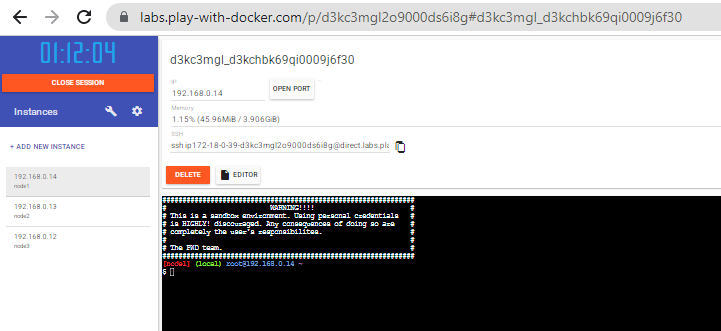 labs.play-with-docker.com/p/d3kc3mgl2o9000ds6i8g#d3kc3mgl_d3kchbk69qi0009j6f30
01:12:04
CLOSE SESSION
Instances
+ ADD NEW INSTANCE
192.168.0.14
node1
192.168.0.13
node2
192.168.0.12
node3
d3kc3mgl_d3kchbk69qi0009j6f30
IP
192.168.0.14
OPEN PORT
Memory
1.15% (45.96MiB / 3.906GiB)
SSH
ssh ip172-18-0-39-d3kc3mgl2o9000ds6i8g@direct.labs.pla
DELETE
EDITOR
###############################################################
# WARNING!!!! #
# This is a sandbox environment. Using personal credentials #
# is HIGHLY! discouraged. Any consequences of doing so are #
# completely the user's responsibilites. #
# #
# The PWD team. #
###############################################################
[node1] (local) root@192.168.0.14 ~
$